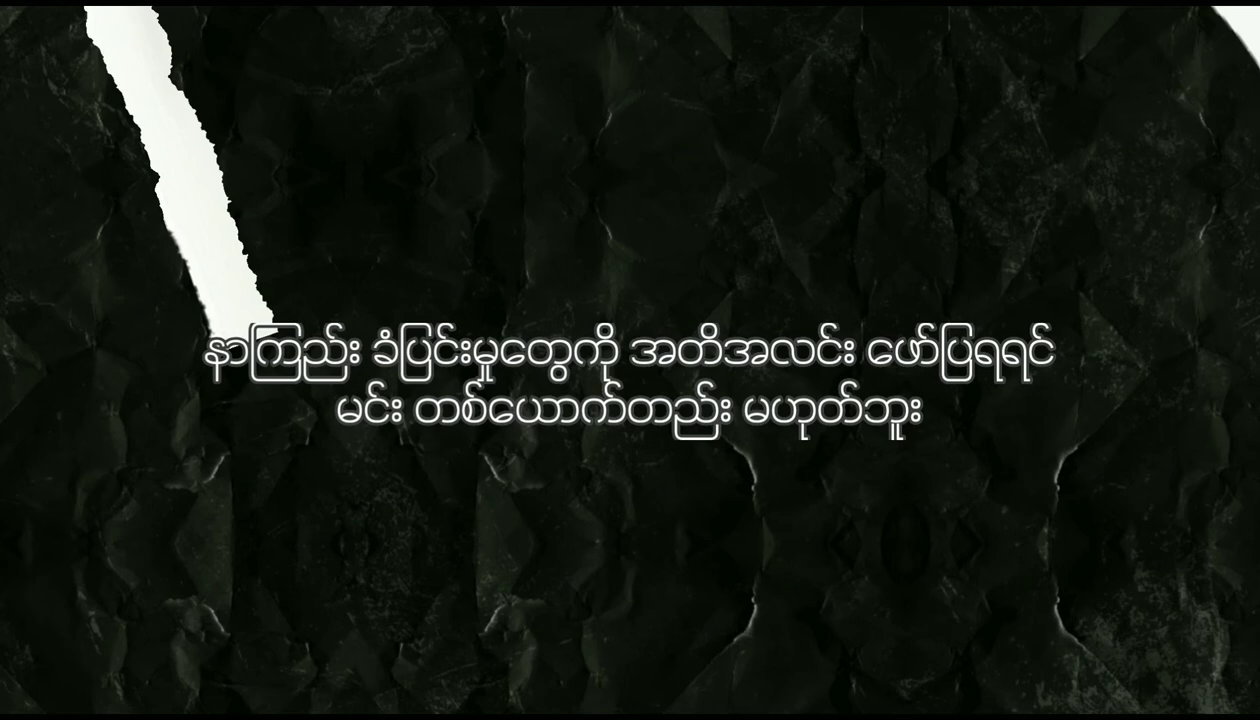 နာကြည်း ခံပြင်းမှုတွေကို အတိအလင်း ဖော်ပြရရင်
မင်း တစ်ယောက်တည်း မဟုတ်ဘူး